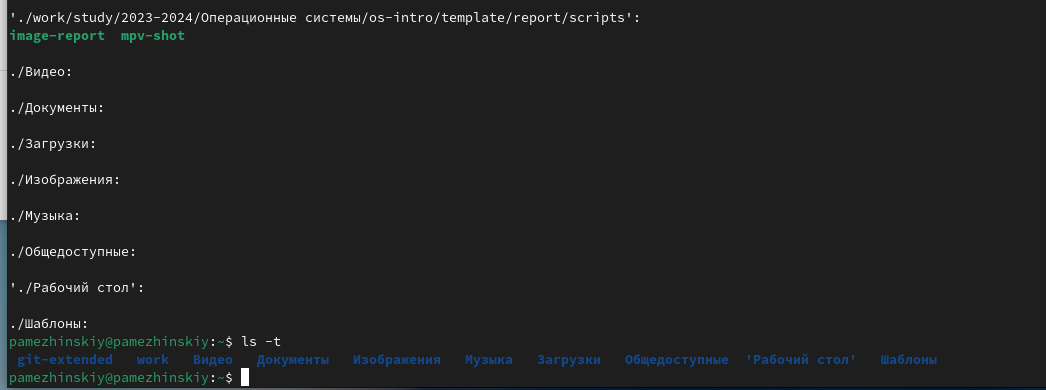 './work/study/2023-2024/Операционные системы/os-intro/template/report/scripts':
image-report  mpv-shot
./Видео:
./Документы:
./Загрузки:
./Изображения:
./Музыка:
./Общедоступные:
'./Рабочий стол':
./Шаблоны:
pamezhinskiy@pamezhinskiy:~$ ls -t
git-extended   work   Видео   Документы   Изображения   Музыка   Загрузки   Общедоступные  'Рабочий стол'   Шаблоны
pamezhinskiy@pamezhinskiy:~$